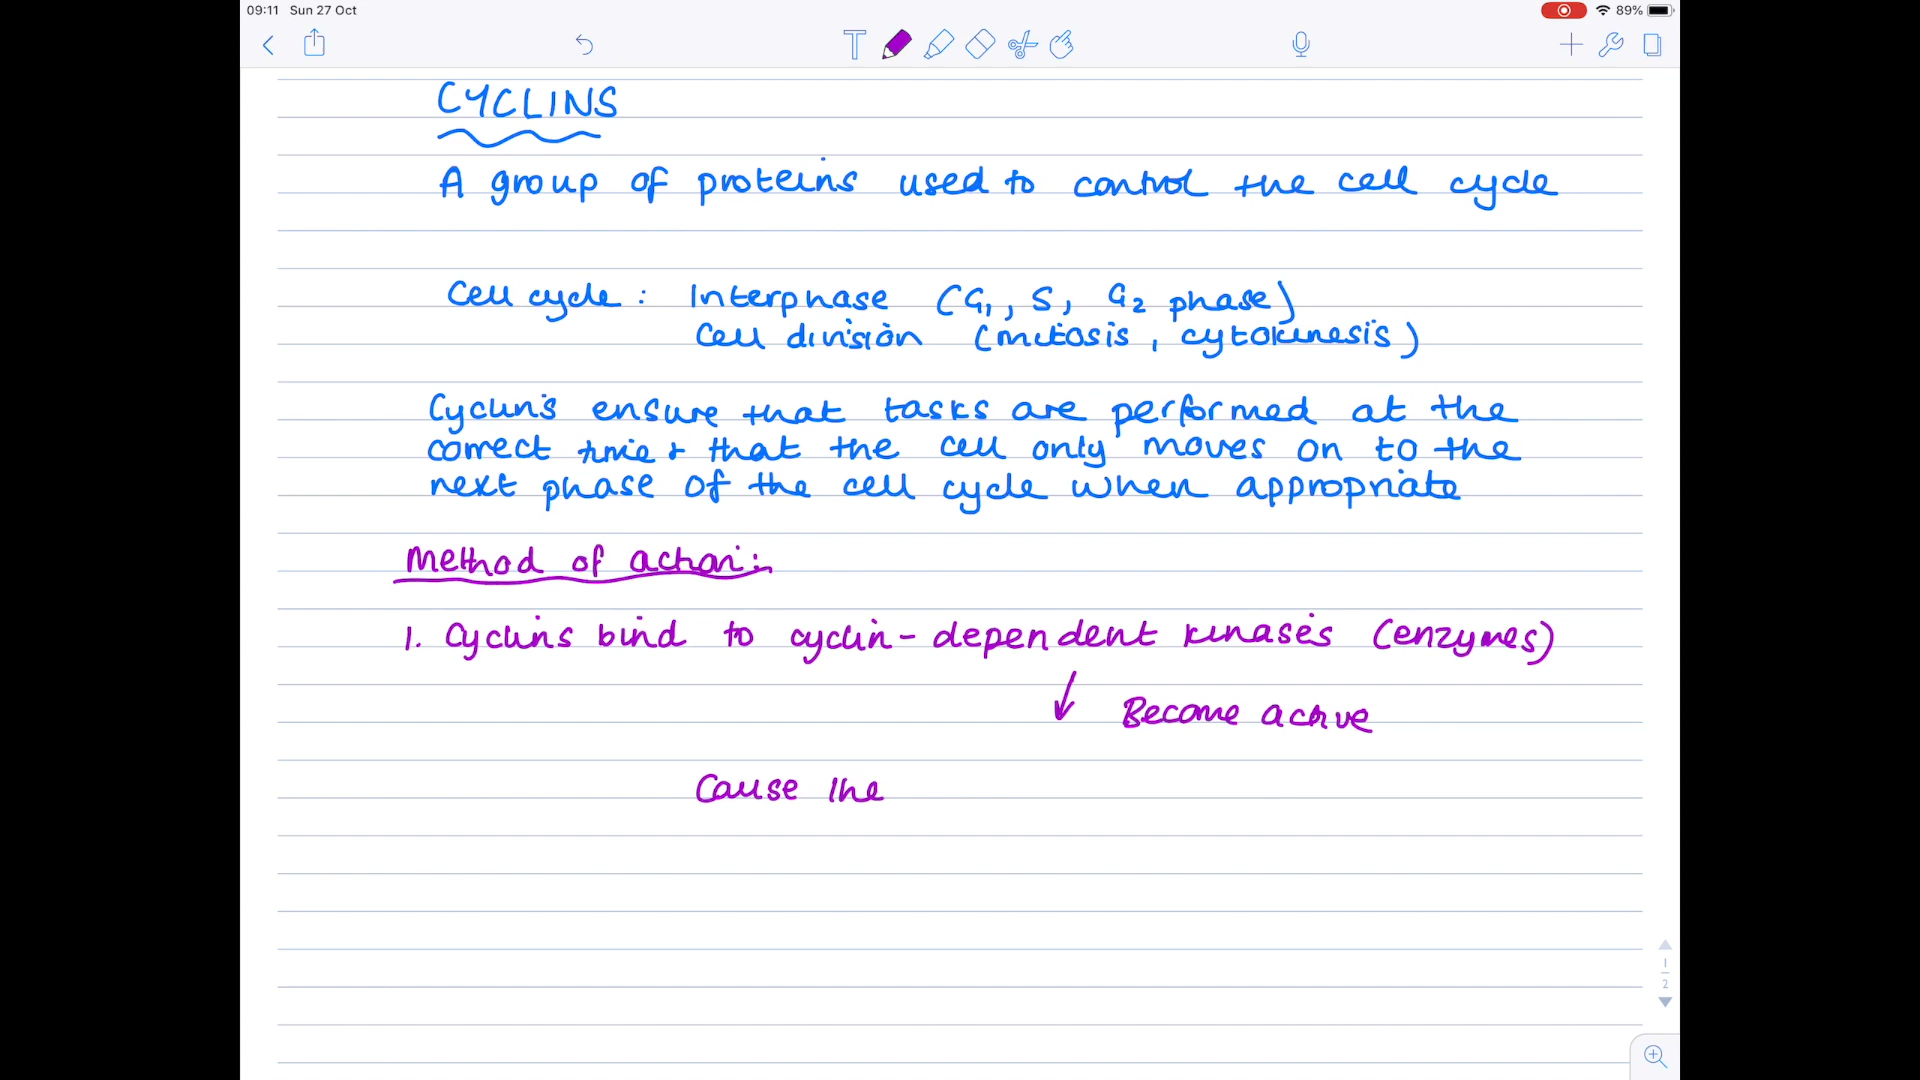 09:11 Sun 27 Oct
89%
T
CYCLINS
A group of proteins used to control the cell cycle
Cell cycle : Interphase (G1, S, G2 phase)
Cell division (mitosis, cytokinesis)
Cyclins ensure that tasks are performed at the
correct time + that the cell only moves on to the
next phase of the cell cycle when appropriate
Method of action:
1. Cyclins bind to cyclin-dependent kinases (enzymes)
↓ Become active
Cause the
1
2